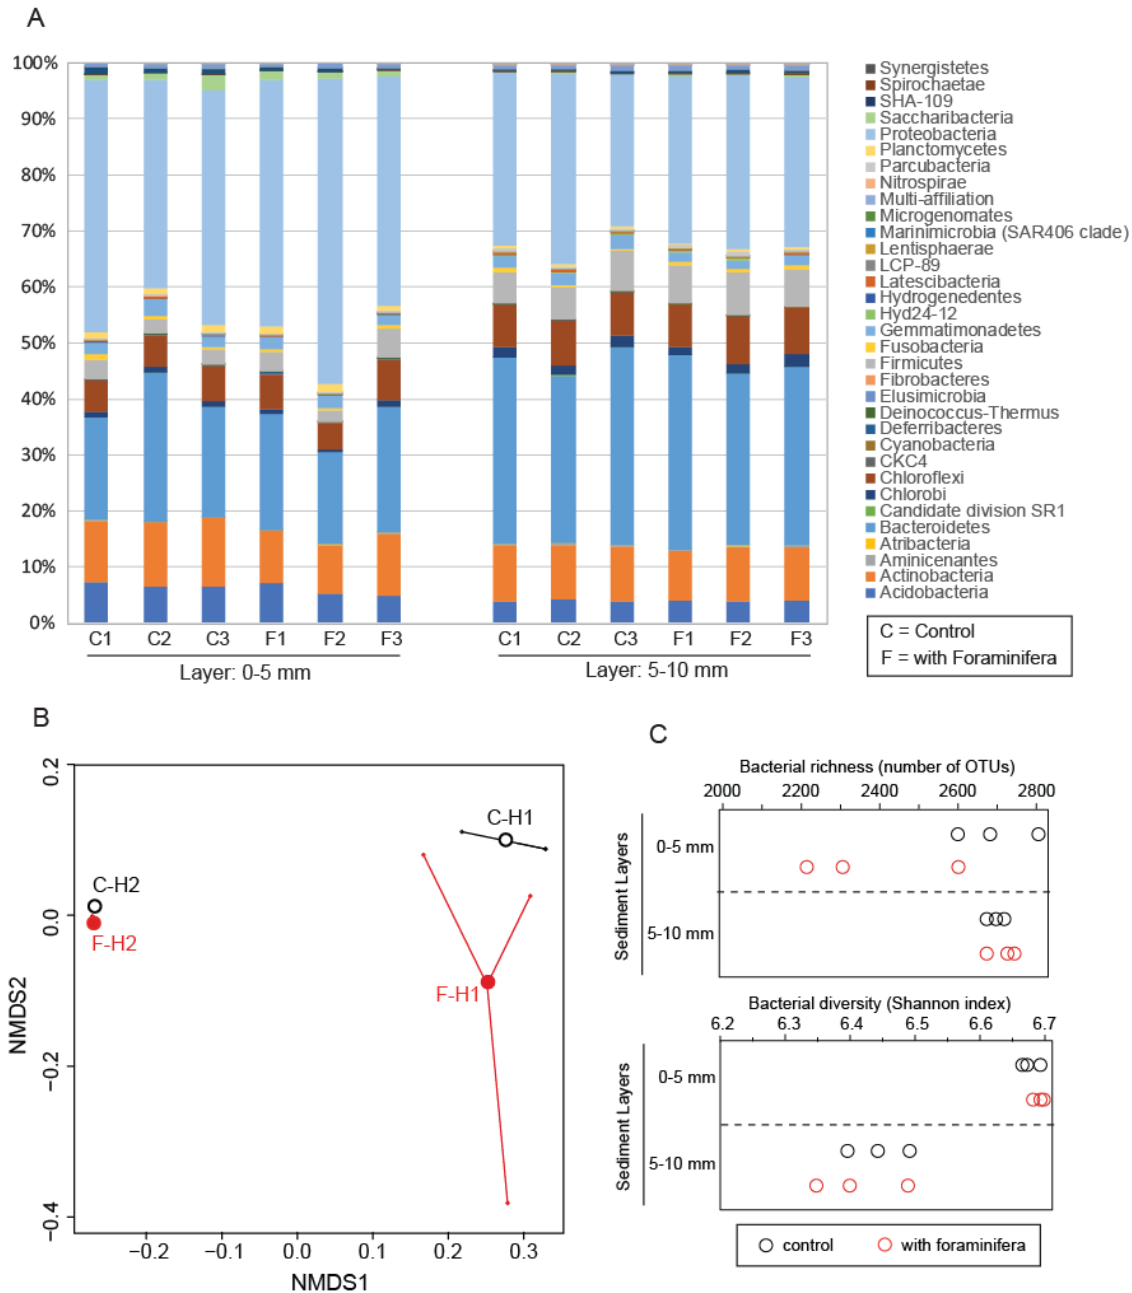 A
100%
90%
80%
70%
60%
50%
40%
30%
20%
10%
0%
C1 C2 C3 F1 F2 F3 C1 C2 C3 F1 F2 F3
Layer: 0-5 mm Layer: 5-10 mm
Synergistetes
Spirochaetae
SHA-109
Saccharibacteria
Proteobacteria
Planctomycetes
Parcubacteria
Nitrospirae
Multi-affiliation
Microgenomates
Marinimicrobia (SAR406 clade)
Lentisphaerae
LCP-89
Latescibacteria
Hydrogenedentes
Hyd24-12
Gemmatimonadetes
Fusobacteria
Firmicutes
Fibrobacteres
Elusimicrobia
Deinococcus-Thermus
Deferribacteres
Cyanobacteria
CKC4
Chloroflexi
Chlorobi
Candidate division SR1
Bacteroidetes
Atribacteria
Aminicenantes
Actinobacteria
Acidobacteria
C = Control
F = with Foraminifera
B
0.2
0.0
−0.2
−0.4
NMDS2
C-H1
C-H2
F-H2
F-H1
−0.2 −0.1 0.0 0.1 0.2 0.3
NMDS1
C
Bacterial richness (number of OTUs)
2000 2200 2400 2600 2800
Sediment Layers
0-5 mm
5-10 mm
Bacterial diversity (Shannon index)
6.2 6.3 6.4 6.5 6.6 6.7
Sediment Layers
0-5 mm
5-10 mm
control with foraminifera